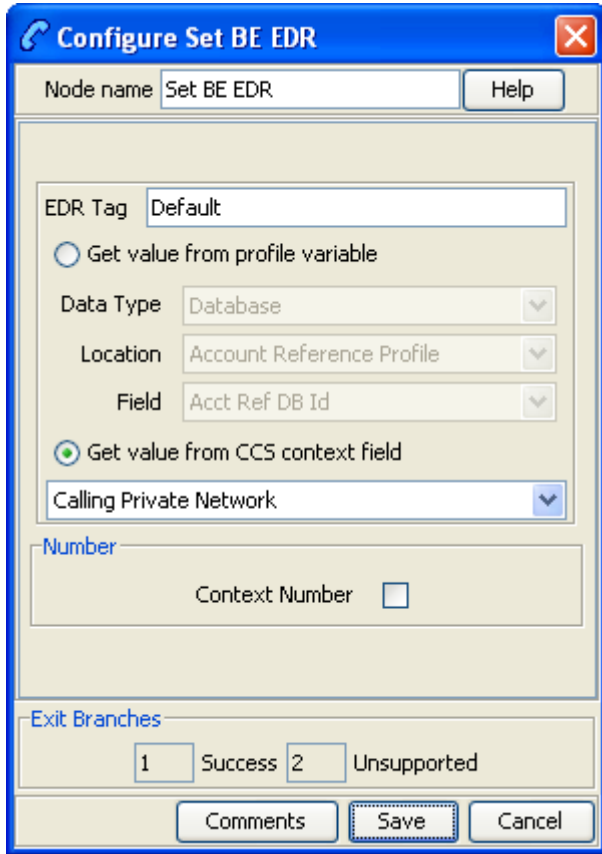 Configure Set BE EDR
Node name Set BE EDR Help
EDR Tag Default
Get value from profile variable
Data Type Database
Location Account Reference Profile
Field Acct Ref DB Id
Get value from CCS context field
Calling Private Network
Number
Context Number
Exit Branches
1 Success 2 Unsupported
Comments Save Cancel